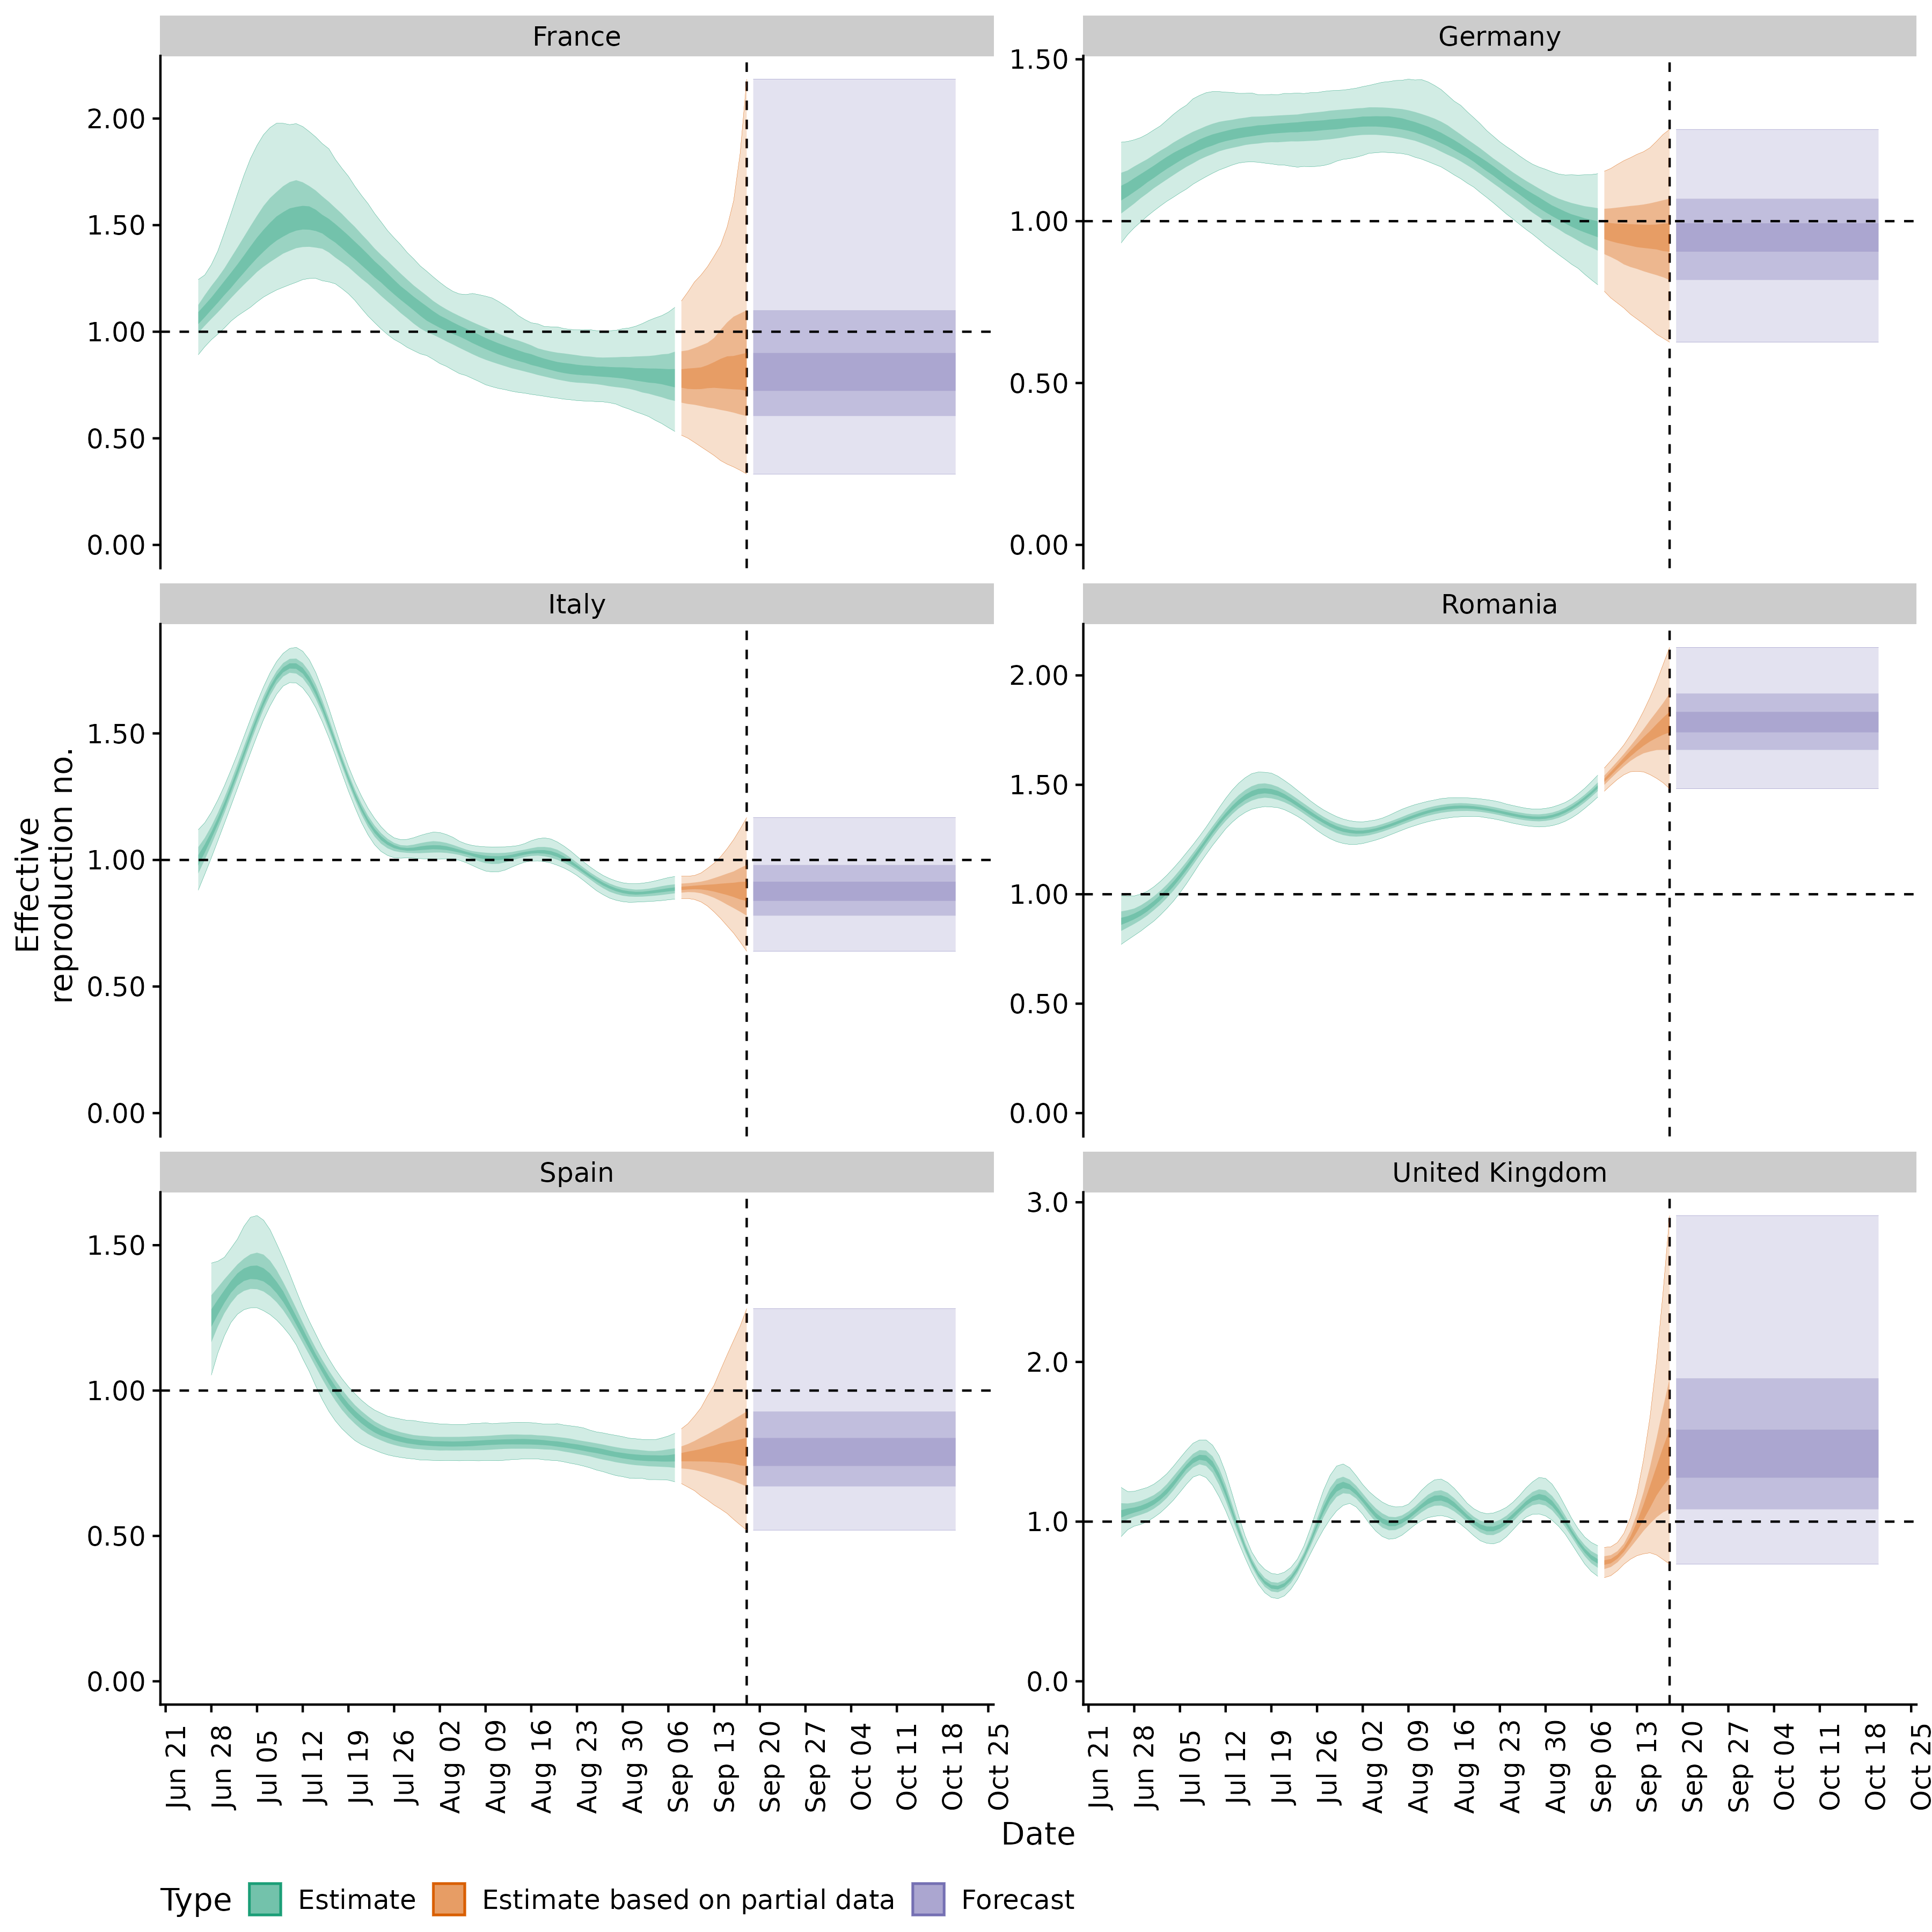 France
Germany
2.00
1.50
1.00
0.50
0.00
1.50
1.00
0.50
0.00
Italy
Romania
1.50
1.00
0.50
0.00
2.00
1.50
1.00
0.50
0.00
Spain
United Kingdom
1.50
1.00
0.50
0.00
3.0
2.0
1.0
0.0
Effective
reproduction no.
Jun 21
Jun 28
Jul 05
Jul 12
Jul 19
Jul 26
Aug 02
Aug 09
Aug 16
Aug 23
Aug 30
Sep 06
Sep 13
Sep 20
Sep 27
Oct 04
Oct 11
Oct 18
Oct 25
Jun 21
Jun 28
Jul 05
Jul 12
Jul 19
Jul 26
Aug 02
Aug 09
Aug 16
Aug 23
Aug 30
Sep 06
Sep 13
Sep 20
Sep 27
Oct 04
Oct 11
Oct 18
Oct 25
Date
Type Estimate Estimate based on partial data Forecast